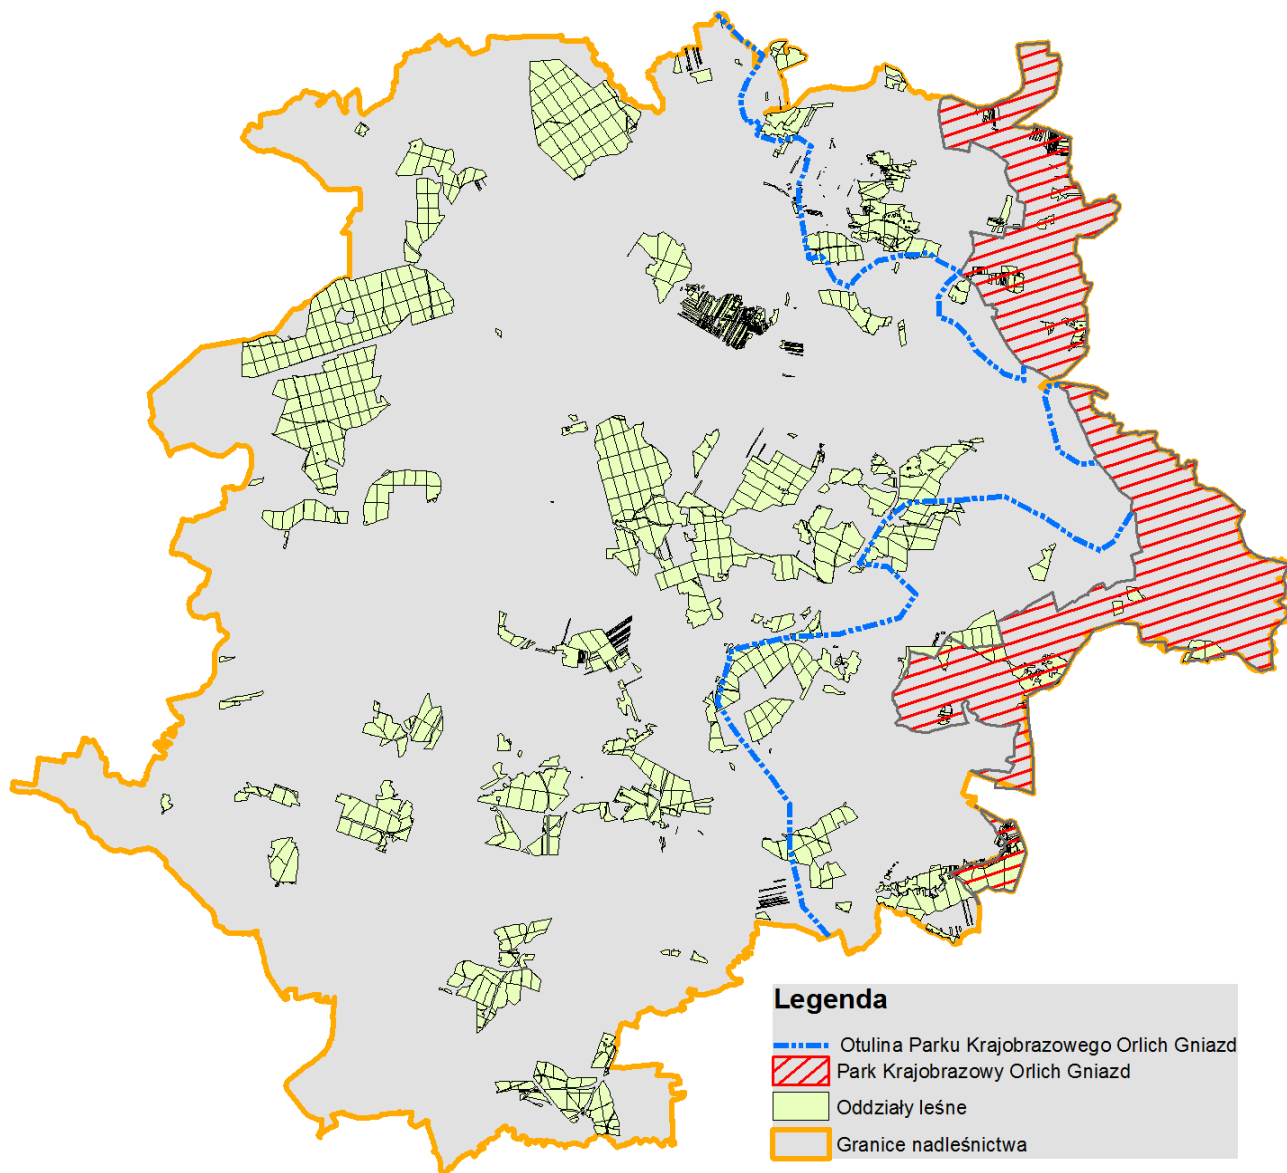 Legenda
Otulina Parku Krajobrazowego Orlich Gniazd
Park Krajobrazowy Orlich Gniazd
Oddziały leśne
Granice nadleśnictwa